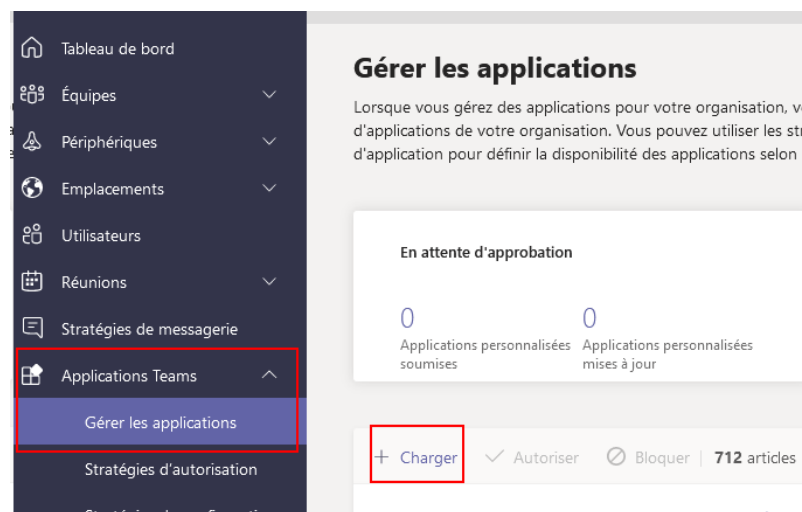 Tableau de bord
Équipes
Périphériques
Emplacements
Utilisateurs
Réunions
Stratégies de messagerie
Applications Teams
Gérer les applications
Stratégies d'autorisation
Gérer les applications
Lorsque vous gérez des applications pour votre organisation,
d'applications de votre organisation. Vous pouvez utiliser les
d'application pour définir la disponibilité des applications selon
En attente d'approbation
0
Applications personnalisées
soumises
0
Applications personnalisées
mises à jour
+ Charger
Autoriser
Bloquer | 712 articles